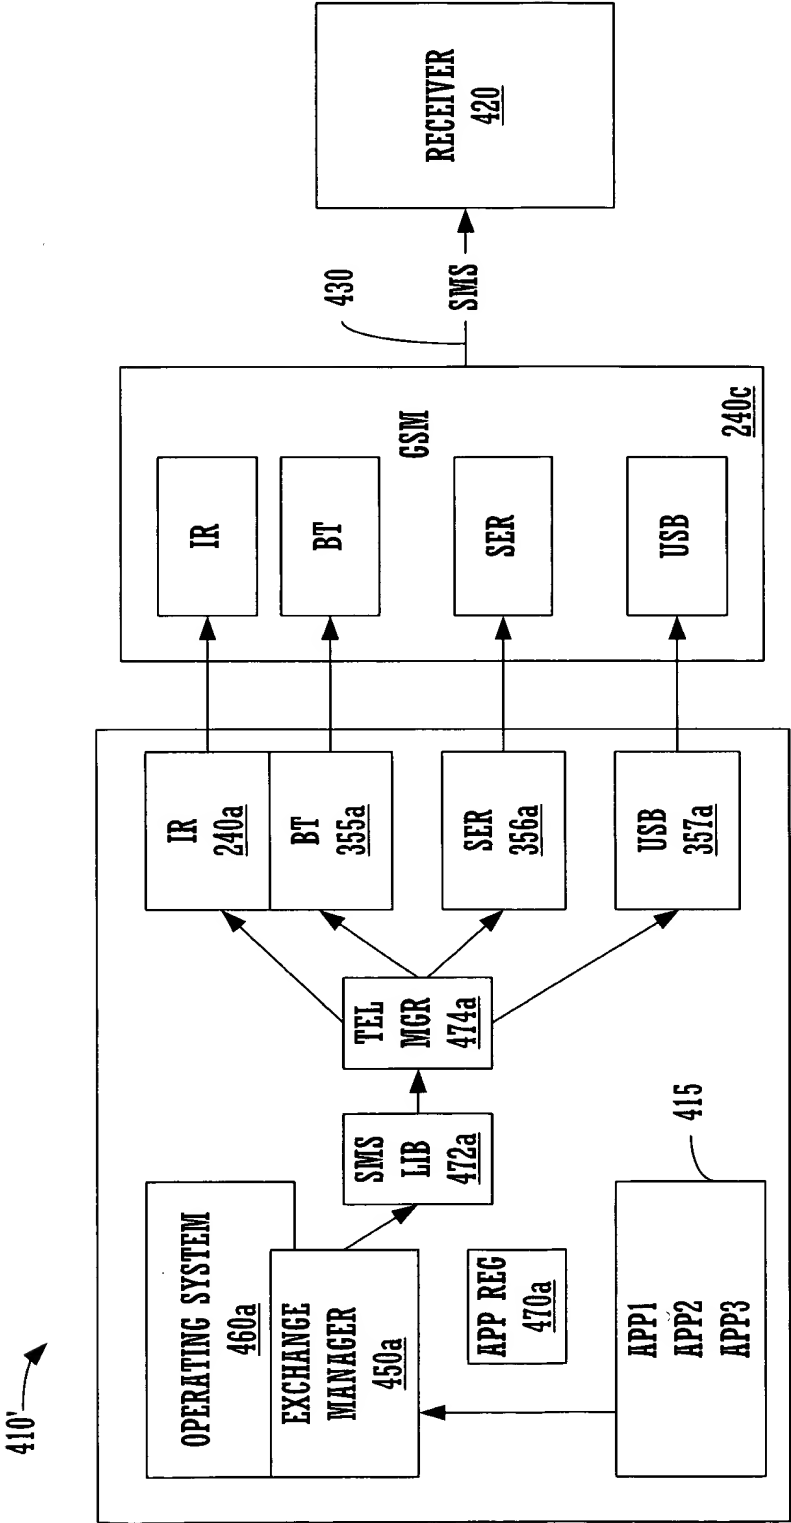 410'
OPERATING SYSTEM
460a
EXCHANGE
MANAGER
450a
APP REG
470a
APP1
APP2
APP3
415
SMS
LIB
472a
TEL
MGR
474a
IR
240a
BT
355a
SER
356a
USB
357a
IR
BT
SER
USB
GSM
240c
430
SMS
RECEIVER
420